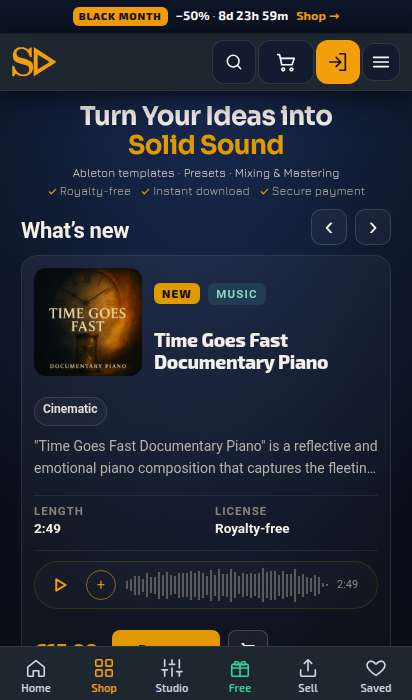 BLACK MONTH −50% · 8d 23h 59m Shop →
S
Turn Your Ideas into
Solid Sound
Ableton templates · Presets · Mixing & Mastering
✓ Royalty-free ✓ Instant download ✓ Secure payment
What's new
TIME GOES
FAST
DOCUMENTARY PIANO
NEW MUSIC
Time Goes Fast
Documentary Piano
Cinematic
"Time Goes Fast Documentary Piano" is a reflective and
emotional piano composition that captures the fleetin...
LENGTH LICENSE
2:49 Royalty-free
2:49
Home Shop Studio Free Sell Saved